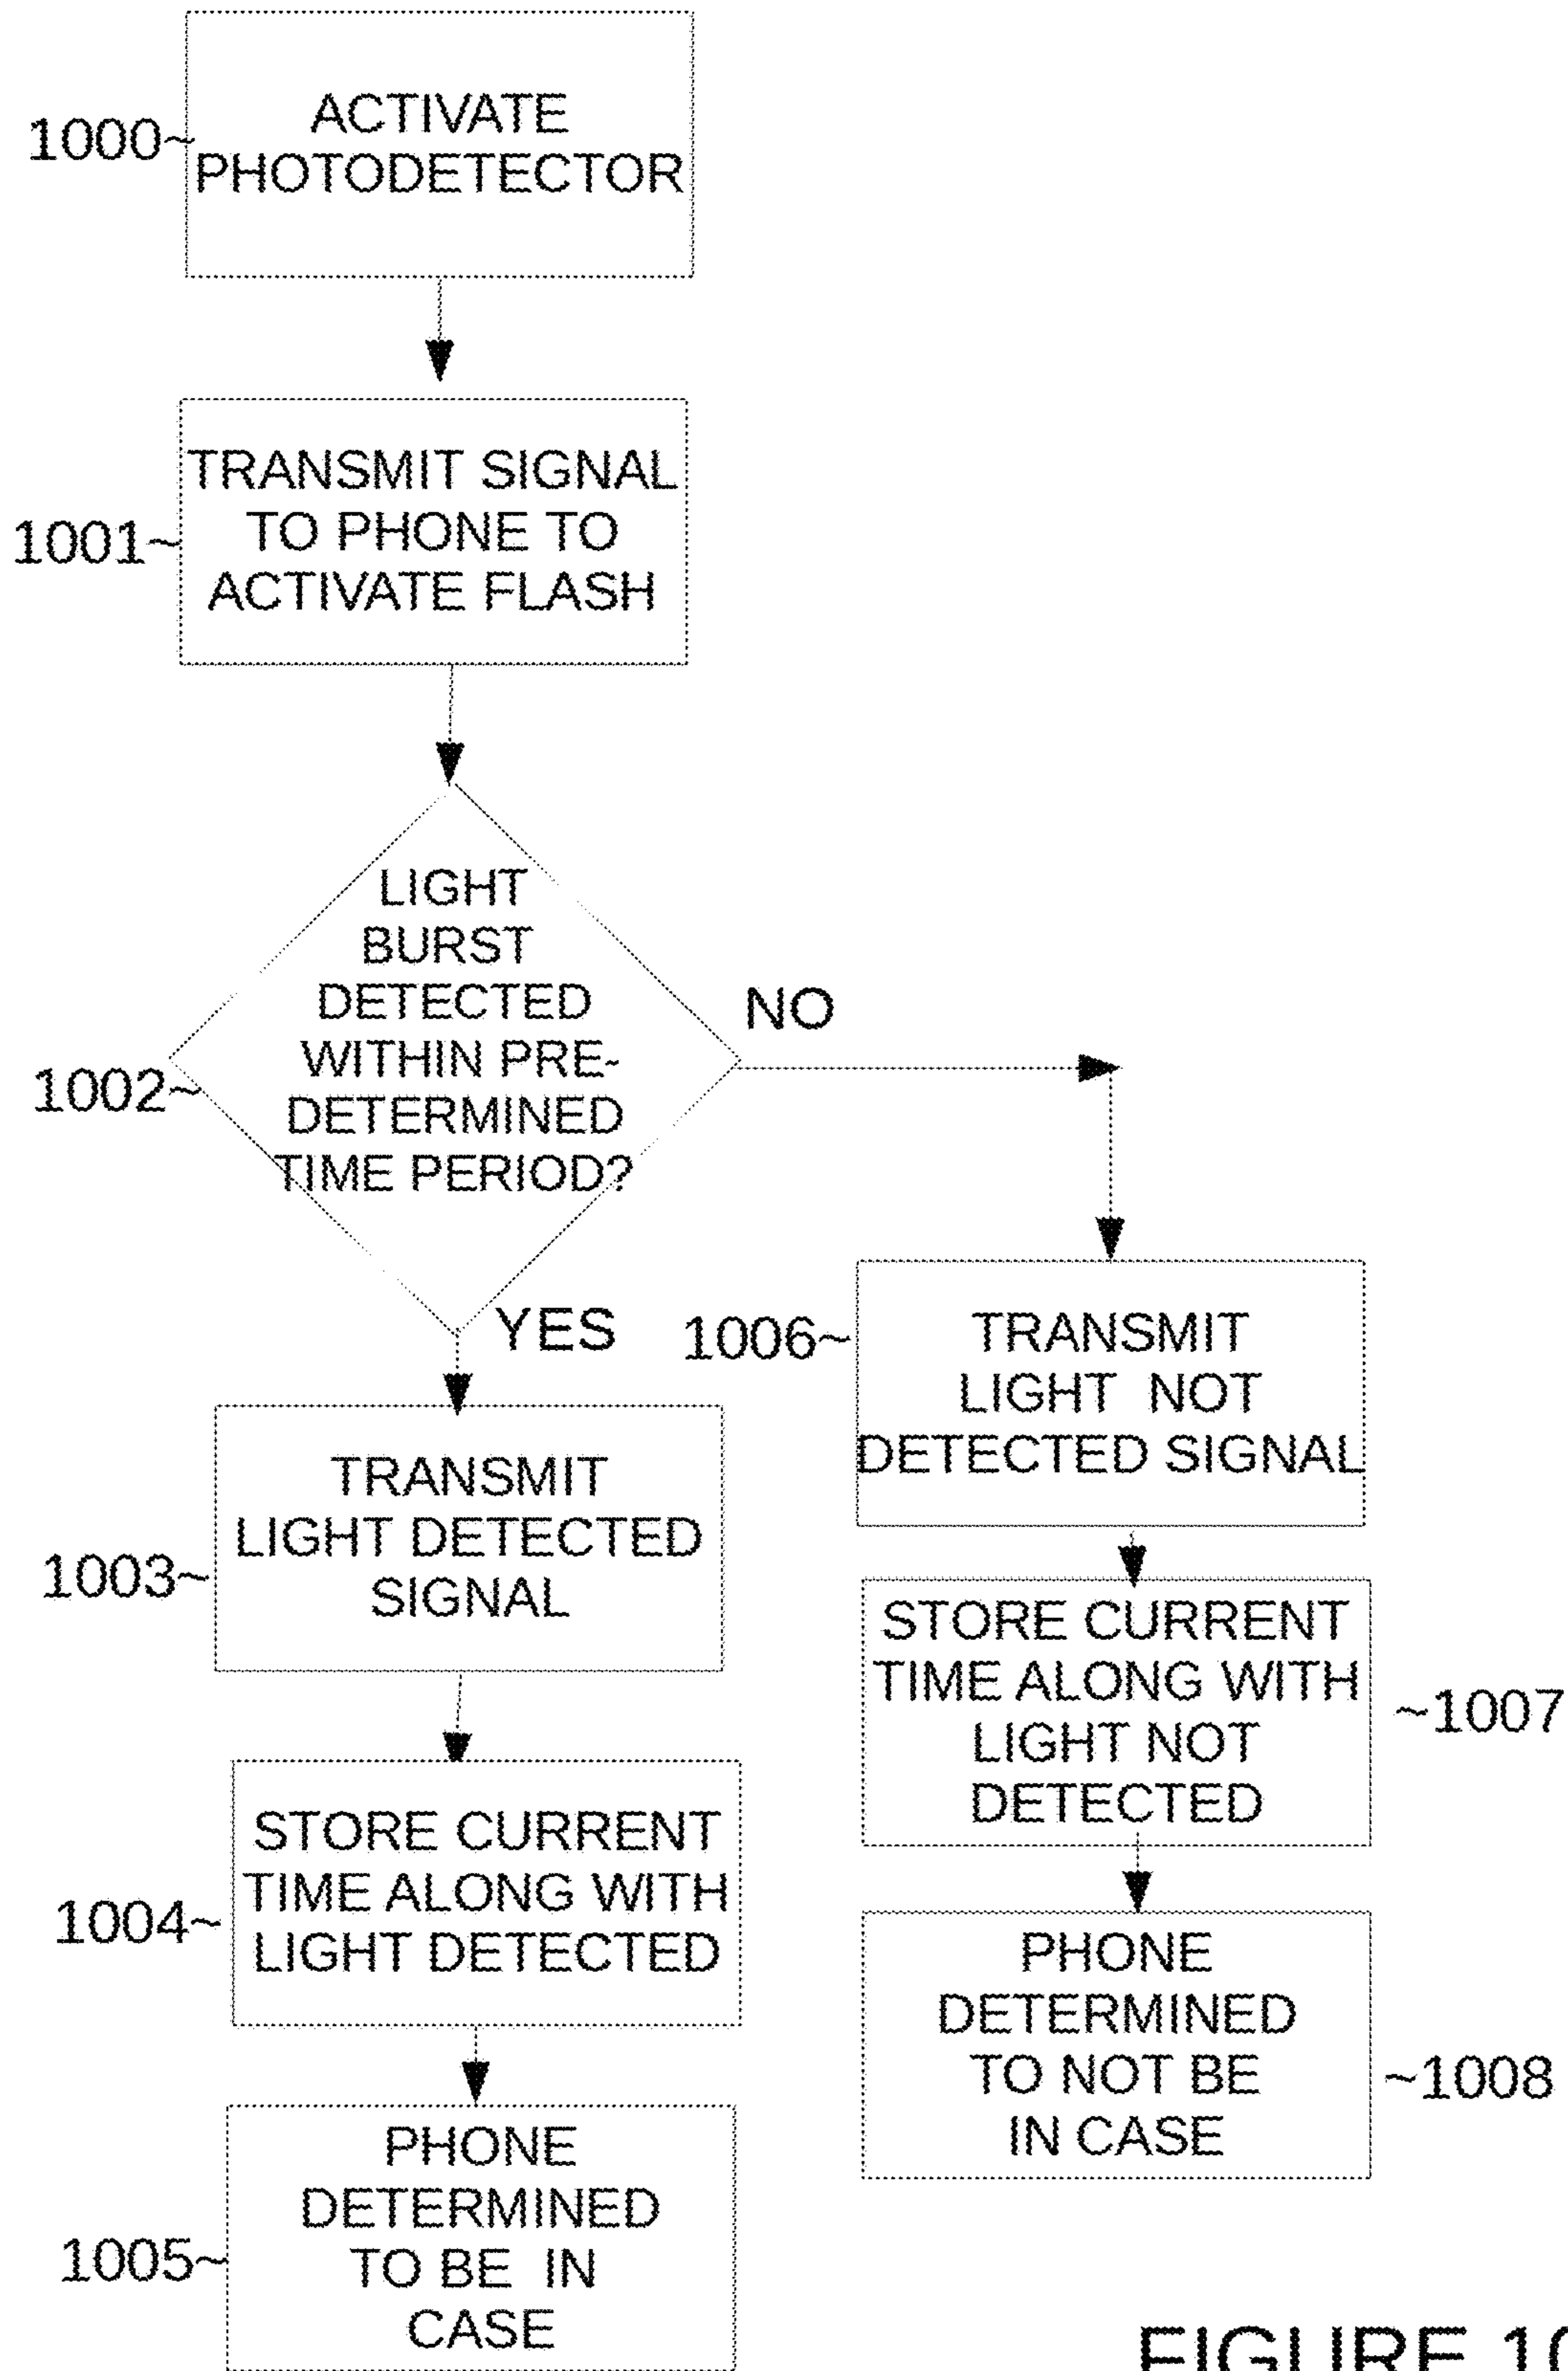 1000~
ACTIVATE
PHOTODETECTOR
1001~
TRANSMIT SIGNAL
TO PHONE TO
ACTIVATE FLASH
1002~
LIGHT
BURST
DETECTED
WITHIN PRE-
DETERMINED
TIME PERIOD?
NO
YES
1003~
TRANSMIT
LIGHT DETECTED
SIGNAL
1004~
STORE CURRENT
TIME ALONG WITH
LIGHT DETECTED
1005~
PHONE
DETERMINED
TO BE IN
CASE
1006~
TRANSMIT
LIGHT NOT
DETECTED SIGNAL
STORE CURRENT
TIME ALONG WITH
LIGHT NOT
DETECTED
~1007
PHONE
DETERMINED
TO NOT BE
IN CASE
~1008
FIGURE 10